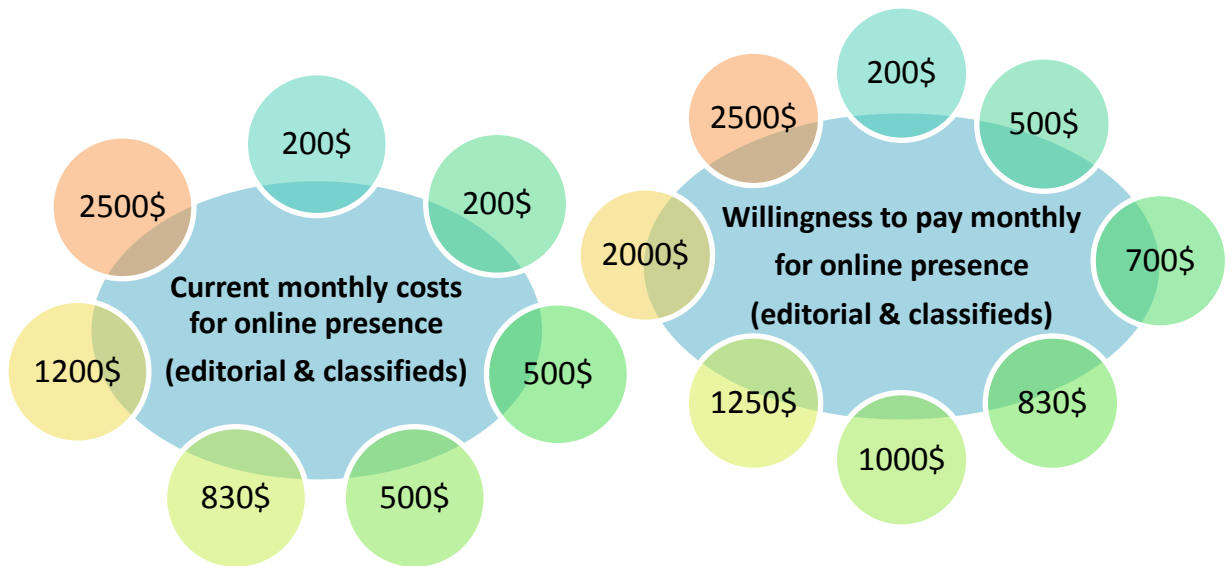 200$
200$
500$
500$
830$
1200$
2500$
Current monthly costs
for online presence
(editorial & classifieds)
200$
500$
700$
830$
1000$
1250$
2000$
2500$
Willingness to pay monthly
for online presence
(editorial & classifieds)